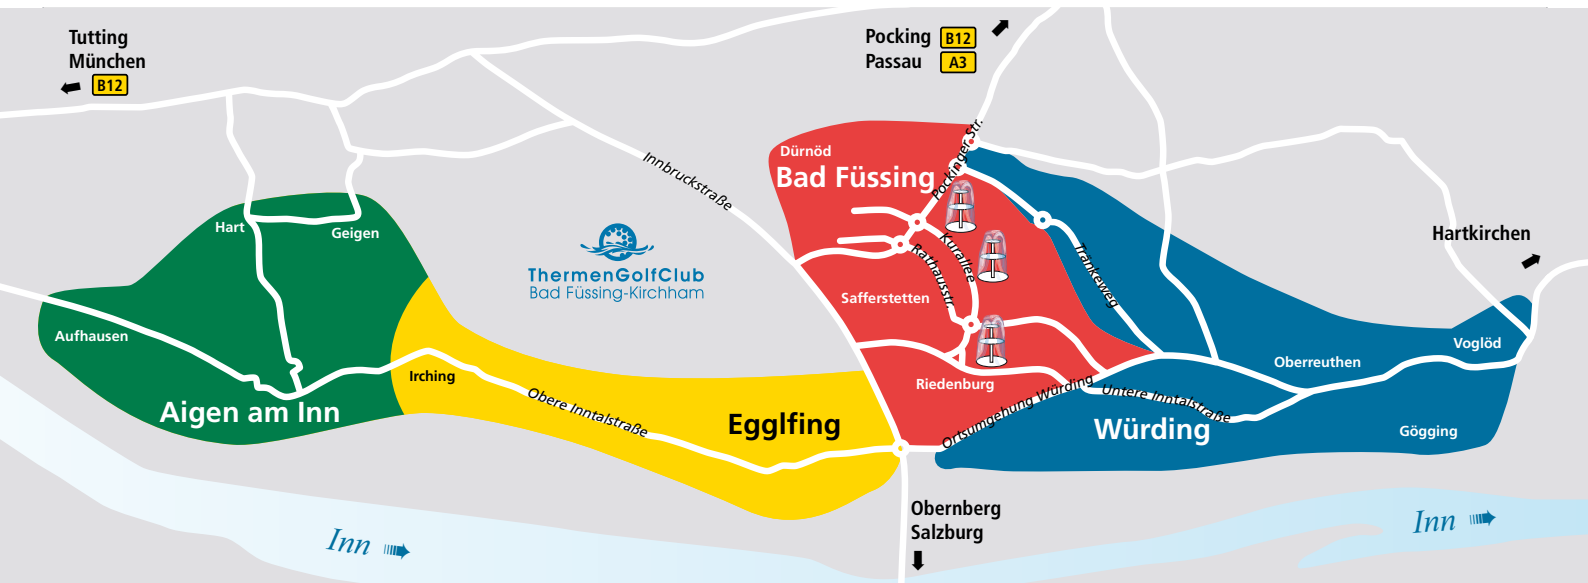 Tutting
München
B12
Pocking B12
Passau A3
Pockinger Str.
Dürnöd
Bad Füssing
Innbruckstraße
Hart
Geigen
ThermenGolfClub
Bad Füssing-Kirchham
Kurallee
Rathausstr.
Tränkeweg
Hartkirchen
Safferstetten
Aufhausen
Voglöd
Oberreuthen
Irching
Riedenburg
Obere Inntalstraße
Ortsumgehung Würding
Untere Inntalstraße
Aigen am Inn
Egglfing
Würding
Gögging
Obernberg
Salzburg
Inn
Inn